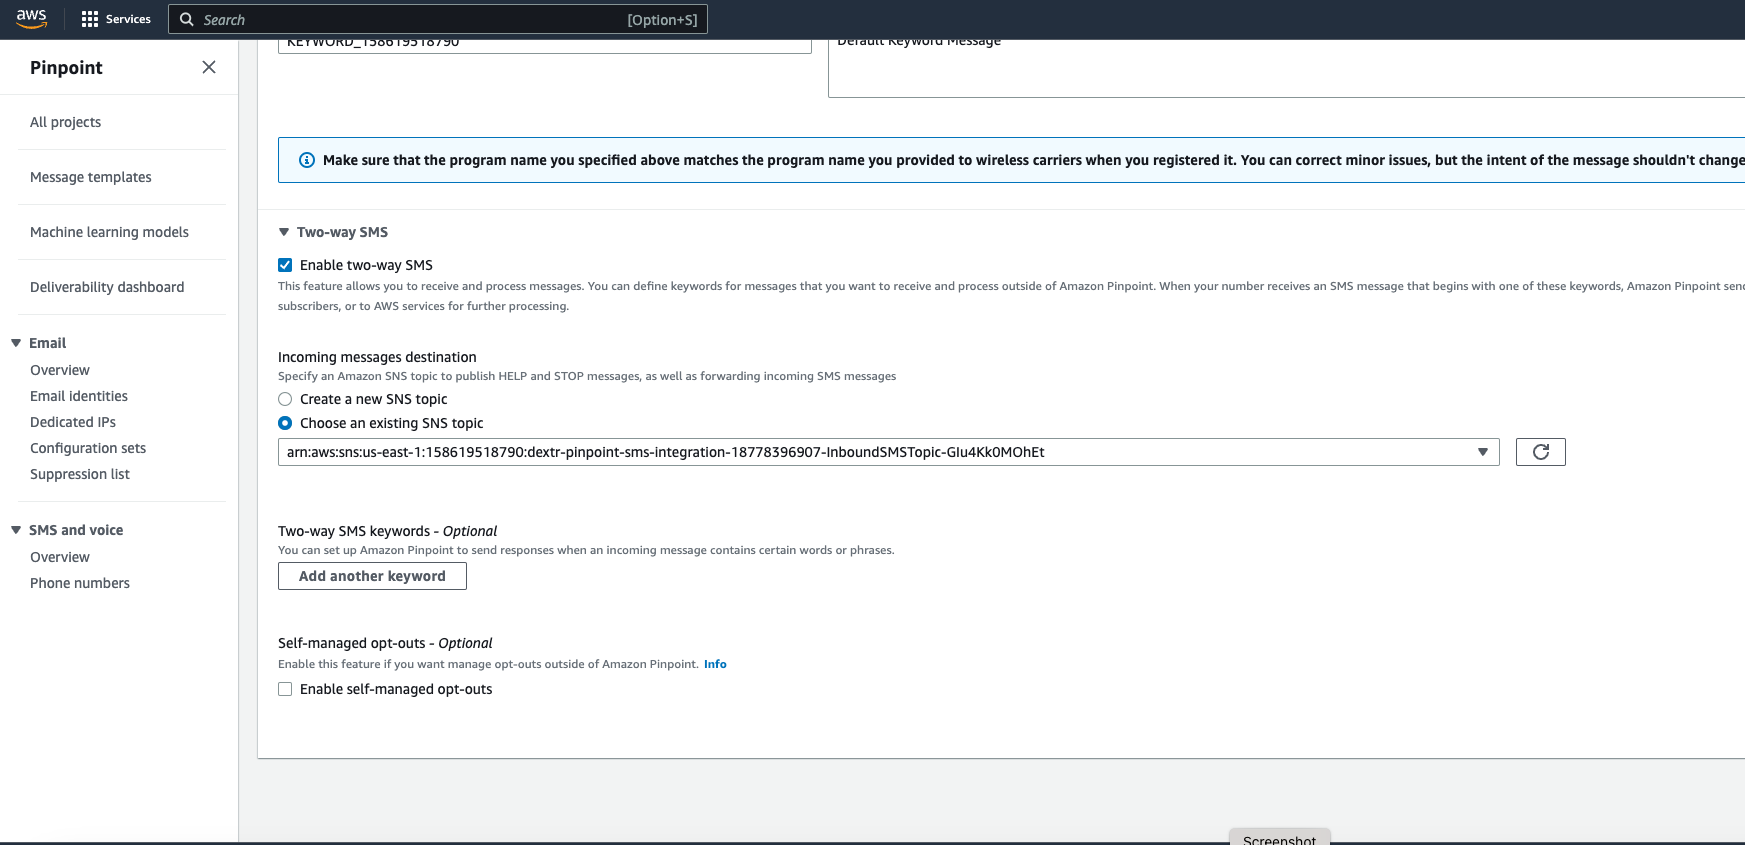 aws
Services
Search
[Option+S]
Pinpoint
All projects
Message templates
Machine learning models
Deliverability dashboard
Email
Overview
Email identities
Dedicated IPs
Configuration sets
Suppression list
SMS and voice
Overview
Phone numbers
KEYWORD_158619518790
Default Keyword Message
Make sure that the program name you specified above matches the program name you provided to wireless carriers when you registered it. You can correct minor issues, but the intent of the message shouldn't change
Two-way SMS
Enable two-way SMS
This feature allows you to receive and process messages. You can define keywords for messages that you want to receive and process outside of Amazon Pinpoint. When your number receives an SMS message that begins with one of these keywords, Amazon Pinpoint send
subscribers, or to AWS services for further processing.
Incoming messages destination
Specify an Amazon SNS topic to publish HELP and STOP messages, as well as forwarding incoming SMS messages
Create a new SNS topic
Choose an existing SNS topic
arn:aws:sns:us-east-1:158619518790:dextr-pinpoint-sms-integration-18778396907-InboundSMSTopic-GIu4Kk0MOhEt
Two-way SMS keywords - Optional
You can set up Amazon Pinpoint to send responses when an incoming message contains certain words or phrases.
Add another keyword
Self-managed opt-outs - Optional
Enable this feature if you want manage opt-outs outside of Amazon Pinpoint. Info
Enable self-managed opt-outs
Screenshot